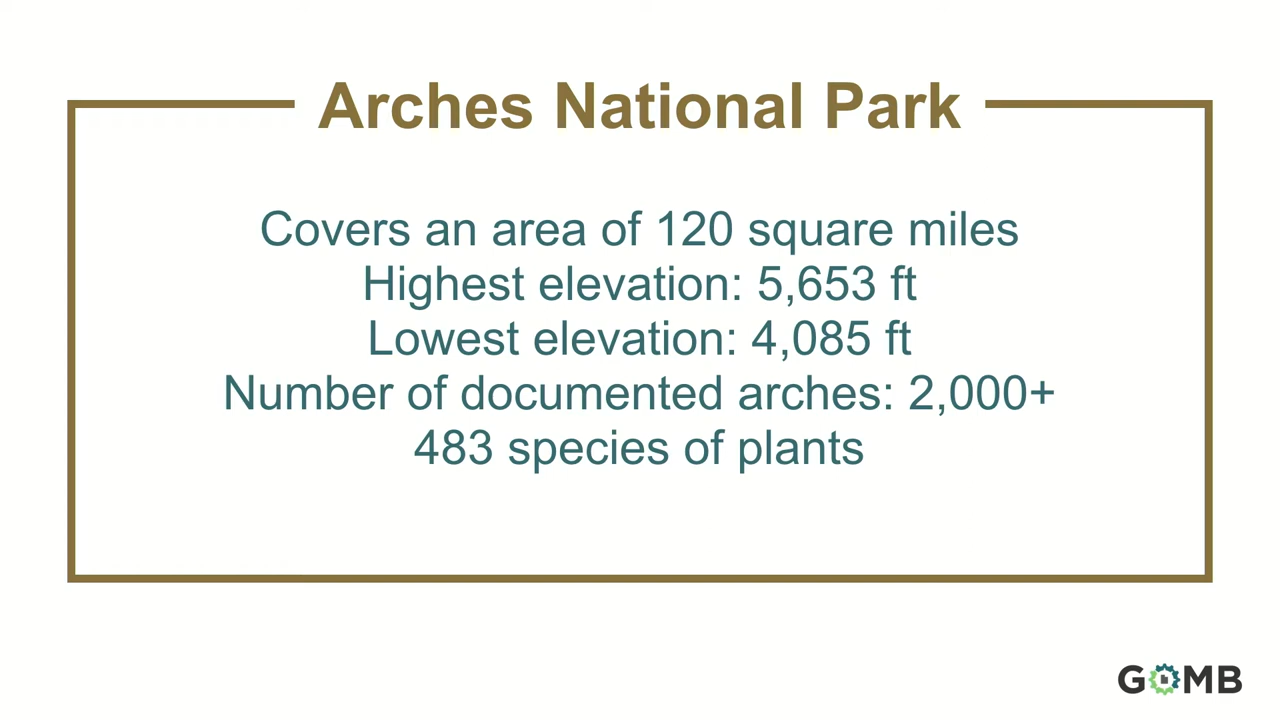 Arches National Park
Covers an area of 120 square miles
Highest elevation: 5,653 ft
Lowest elevation: 4,085 ft
Number of documented arches: 2,000+
483 species of plants
GOMB